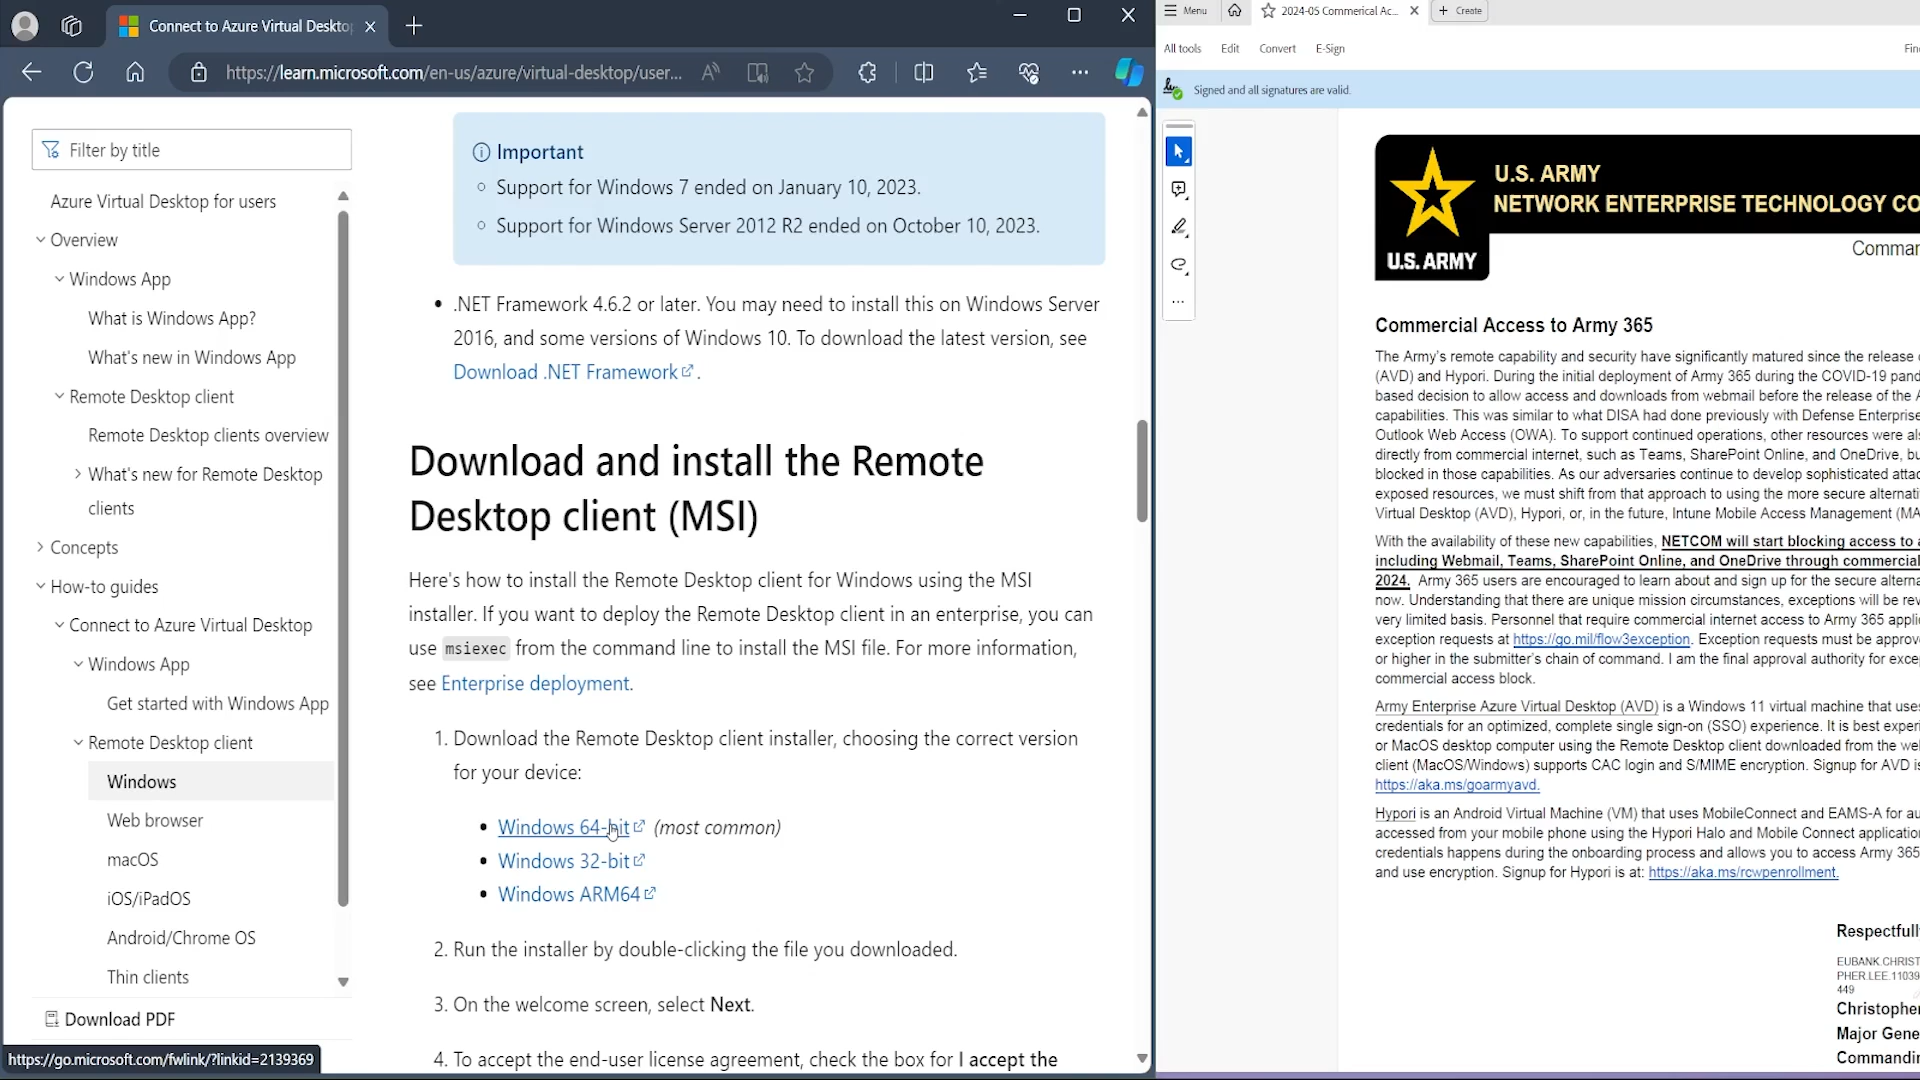 Connect to Azure Virtual Deskto
https://learn.microsoft.com/en-us/azure/virtual-desktop/user...
Filter by title
Azure Virtual Desktop for users
Overview
Windows App
What is Windows App?
What's new in Windows App
Remote Desktop client
Remote Desktop clients overview
What's new for Remote Desktop
clients
Concepts
How-to guides
Connect to Azure Virtual Desktop
Windows App
Get started with Windows App
Remote Desktop client
Windows
Web browser
macOS
iOS/iPadOS
Android/Chrome OS
Thin clients
Download PDF
https://go.microsoft.com/fwlink/?linkid=2139369
Important
Support for Windows 7 ended on January 10, 2023.
Support for Windows Server 2012 R2 ended on October 10, 2023.
.NET Framework 4.6.2 or later. You may need to install this on Windows Server
2016, and some versions of Windows 10. To download the latest version, see
Download .NET Framework.
Download and install the Remote
Desktop client (MSI)
Here's how to install the Remote Desktop client for Windows using the MSI
installer. If you want to deploy the Remote Desktop client in an enterprise, you can
use msiexec from the command line to install the MSI file. For more information,
see Enterprise deployment.
1. Download the Remote Desktop client installer, choosing the correct version
for your device:
Windows 64-bit (most common)
Windows 32-bit
Windows ARM64
2. Run the installer by double-clicking the file you downloaded.
3. On the welcome screen, select Next.
4. To accept the end-user license agreement, check the box for I accept the
Menu
2024-05 Commerical Ac...
Create
All tools
Edit
Convert
E-Sign
Fin
Signed and all signatures are valid.
U.S. ARMY
U.S. ARMY
NETWORK ENTERPRISE TECHNOLOGY CO
Comman
Commercial Access to Army 365
The Army's remote capability and security have significantly matured since the release
(AVD) and Hypori. During the initial deployment of Army 365 during the COVID-19 pand
based decision to allow access and downloads from webmail before the release of the A
capabilities. This was similar to what DISA had done previously with Defense Enterprise
Outlook Web Access (OWA). To support continued operations, other resources were als
directly from commercial internet, such as Teams, SharePoint Online, and OneDrive, bu
blocked in those capabilities. As our adversaries continue to develop sophisticated attac
exposed resources, we must shift from that approach to using the more secure alternati
Virtual Desktop (AVD), Hypori, or, in the future, Intune Mobile Access Management (MA
With the availability of these new capabilities, NETCOM will start blocking access to a
including Webmail, Teams, SharePoint Online, and OneDrive through commercial
2024. Army 365 users are encouraged to learn about and sign up for the secure alterna
now. Understanding that there are unique mission circumstances, exceptions will be rev
very limited basis. Personnel that require commercial internet access to Army 365 appli
exception requests at https://go.mil/flow3exception. Exception requests must be approv
or higher in the submitter's chain of command. I am the final approval authority for exce
commercial access block.
Army Enterprise Azure Virtual Desktop (AVD) is a Windows 11 virtual machine that uses
credentials for an optimized, complete single sign-on (SSO) experience. It is best experi
or MacOS desktop computer using the Remote Desktop client downloaded from the we
client (MacOS/Windows) supports CAC login and S/MIME encryption. Signup for AVD is
https://aka.ms/goarmyavd.
Hypori is an Android Virtual Machine (VM) that uses MobileConnect and EAMS-A for au
accessed from your mobile phone using the Hypori Halo and Mobile Connect application
credentials happens during the onboarding process and allows you to access Army 365
and use encryption. Signup for Hypori is at: https://aka.ms/rcwpenrollment.
Respectfull
EUBANK.CHRIST
PHER.LEE.11039
449
Christopher
Major Gene
Commandin